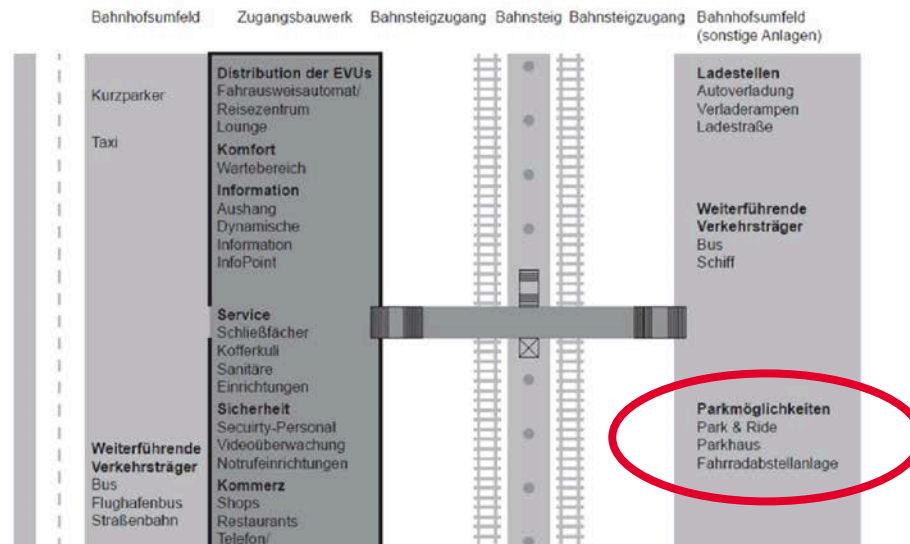 Bahnhofsumfeld
Zugangsbauwerk
Bahnsteigzugang
Bahnsteig
Bahnsteigzugang
Bahnhofsumfeld
(sonstige Anlagen)
Kurzparker
Taxi
Weiterführende
Verkehrsträger
Bus
Flughafenbus
Straßenbahn
Distribution der EVUs
Fahrausweisautomat/
Reisezentrum
Lounge
Komfort
Wartebereich
Information
Aushang
Dynamische
Information
InfoPoint
Service
Schließfächer
Kofferkuli
Sanitäre
Einrichtungen
Sicherheit
Secuirty-Personal
Videoüberwachung
Notrufeinrichtungen
Kommerz
Shops
Restaurants
Telefon/
Ladestellen
Autoverladung
Verladerampen
Ladestraße
Weiterführende
Verkehrsträger
Bus
Schiff
Parkmöglichkeiten
Park & Ride
Parkhaus
Fahrradabstellanlage